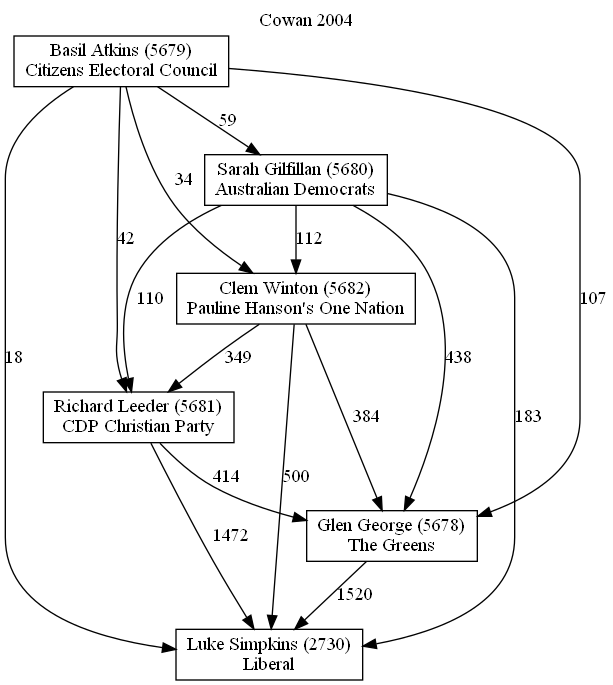 Cowan 2004
Basil Atkins (5679)
Citizens Electoral Council
59
Sarah Gilfillan (5680)
Australian Democrats
34
42
112
Clem Winton (5682)
Pauline Hanson's One Nation
110
107
18
349
438
Richard Leeder (5681)
CDP Christian Party
384
183
414
500
Glen George (5678)
The Greens
1472
1520
Luke Simpkins (2730)
Liberal